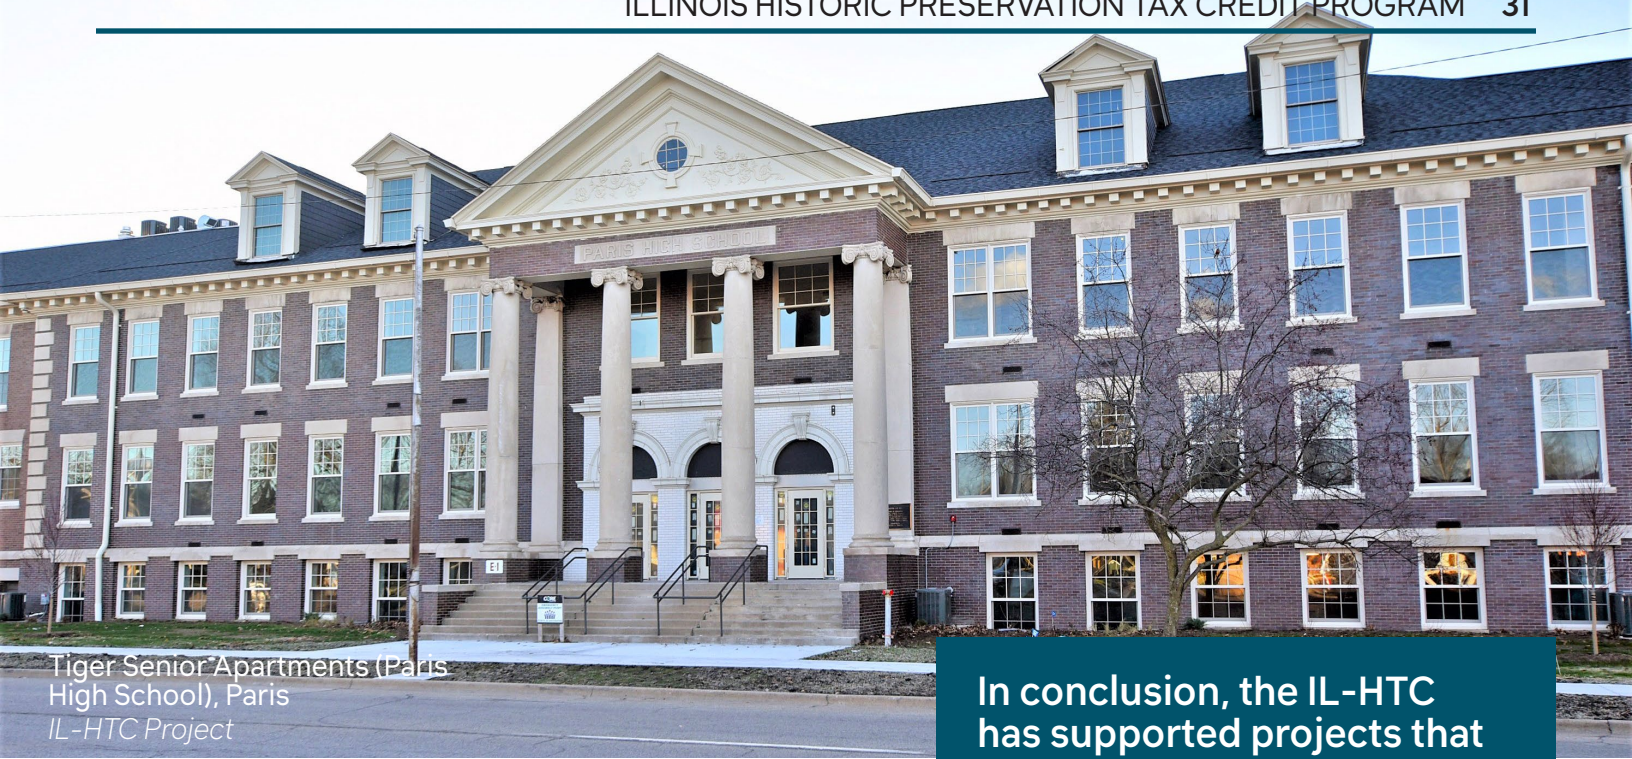 ILLINOIS HISTORIC PRESERVATION TAX CREDIT PROGRAM 31
PARIS HIGH SCHOOL
E-1
Tiger Senior Apartments (Paris
High School), Paris
IL-HTC Project
In conclusion, the IL-HTC
has supported projects that